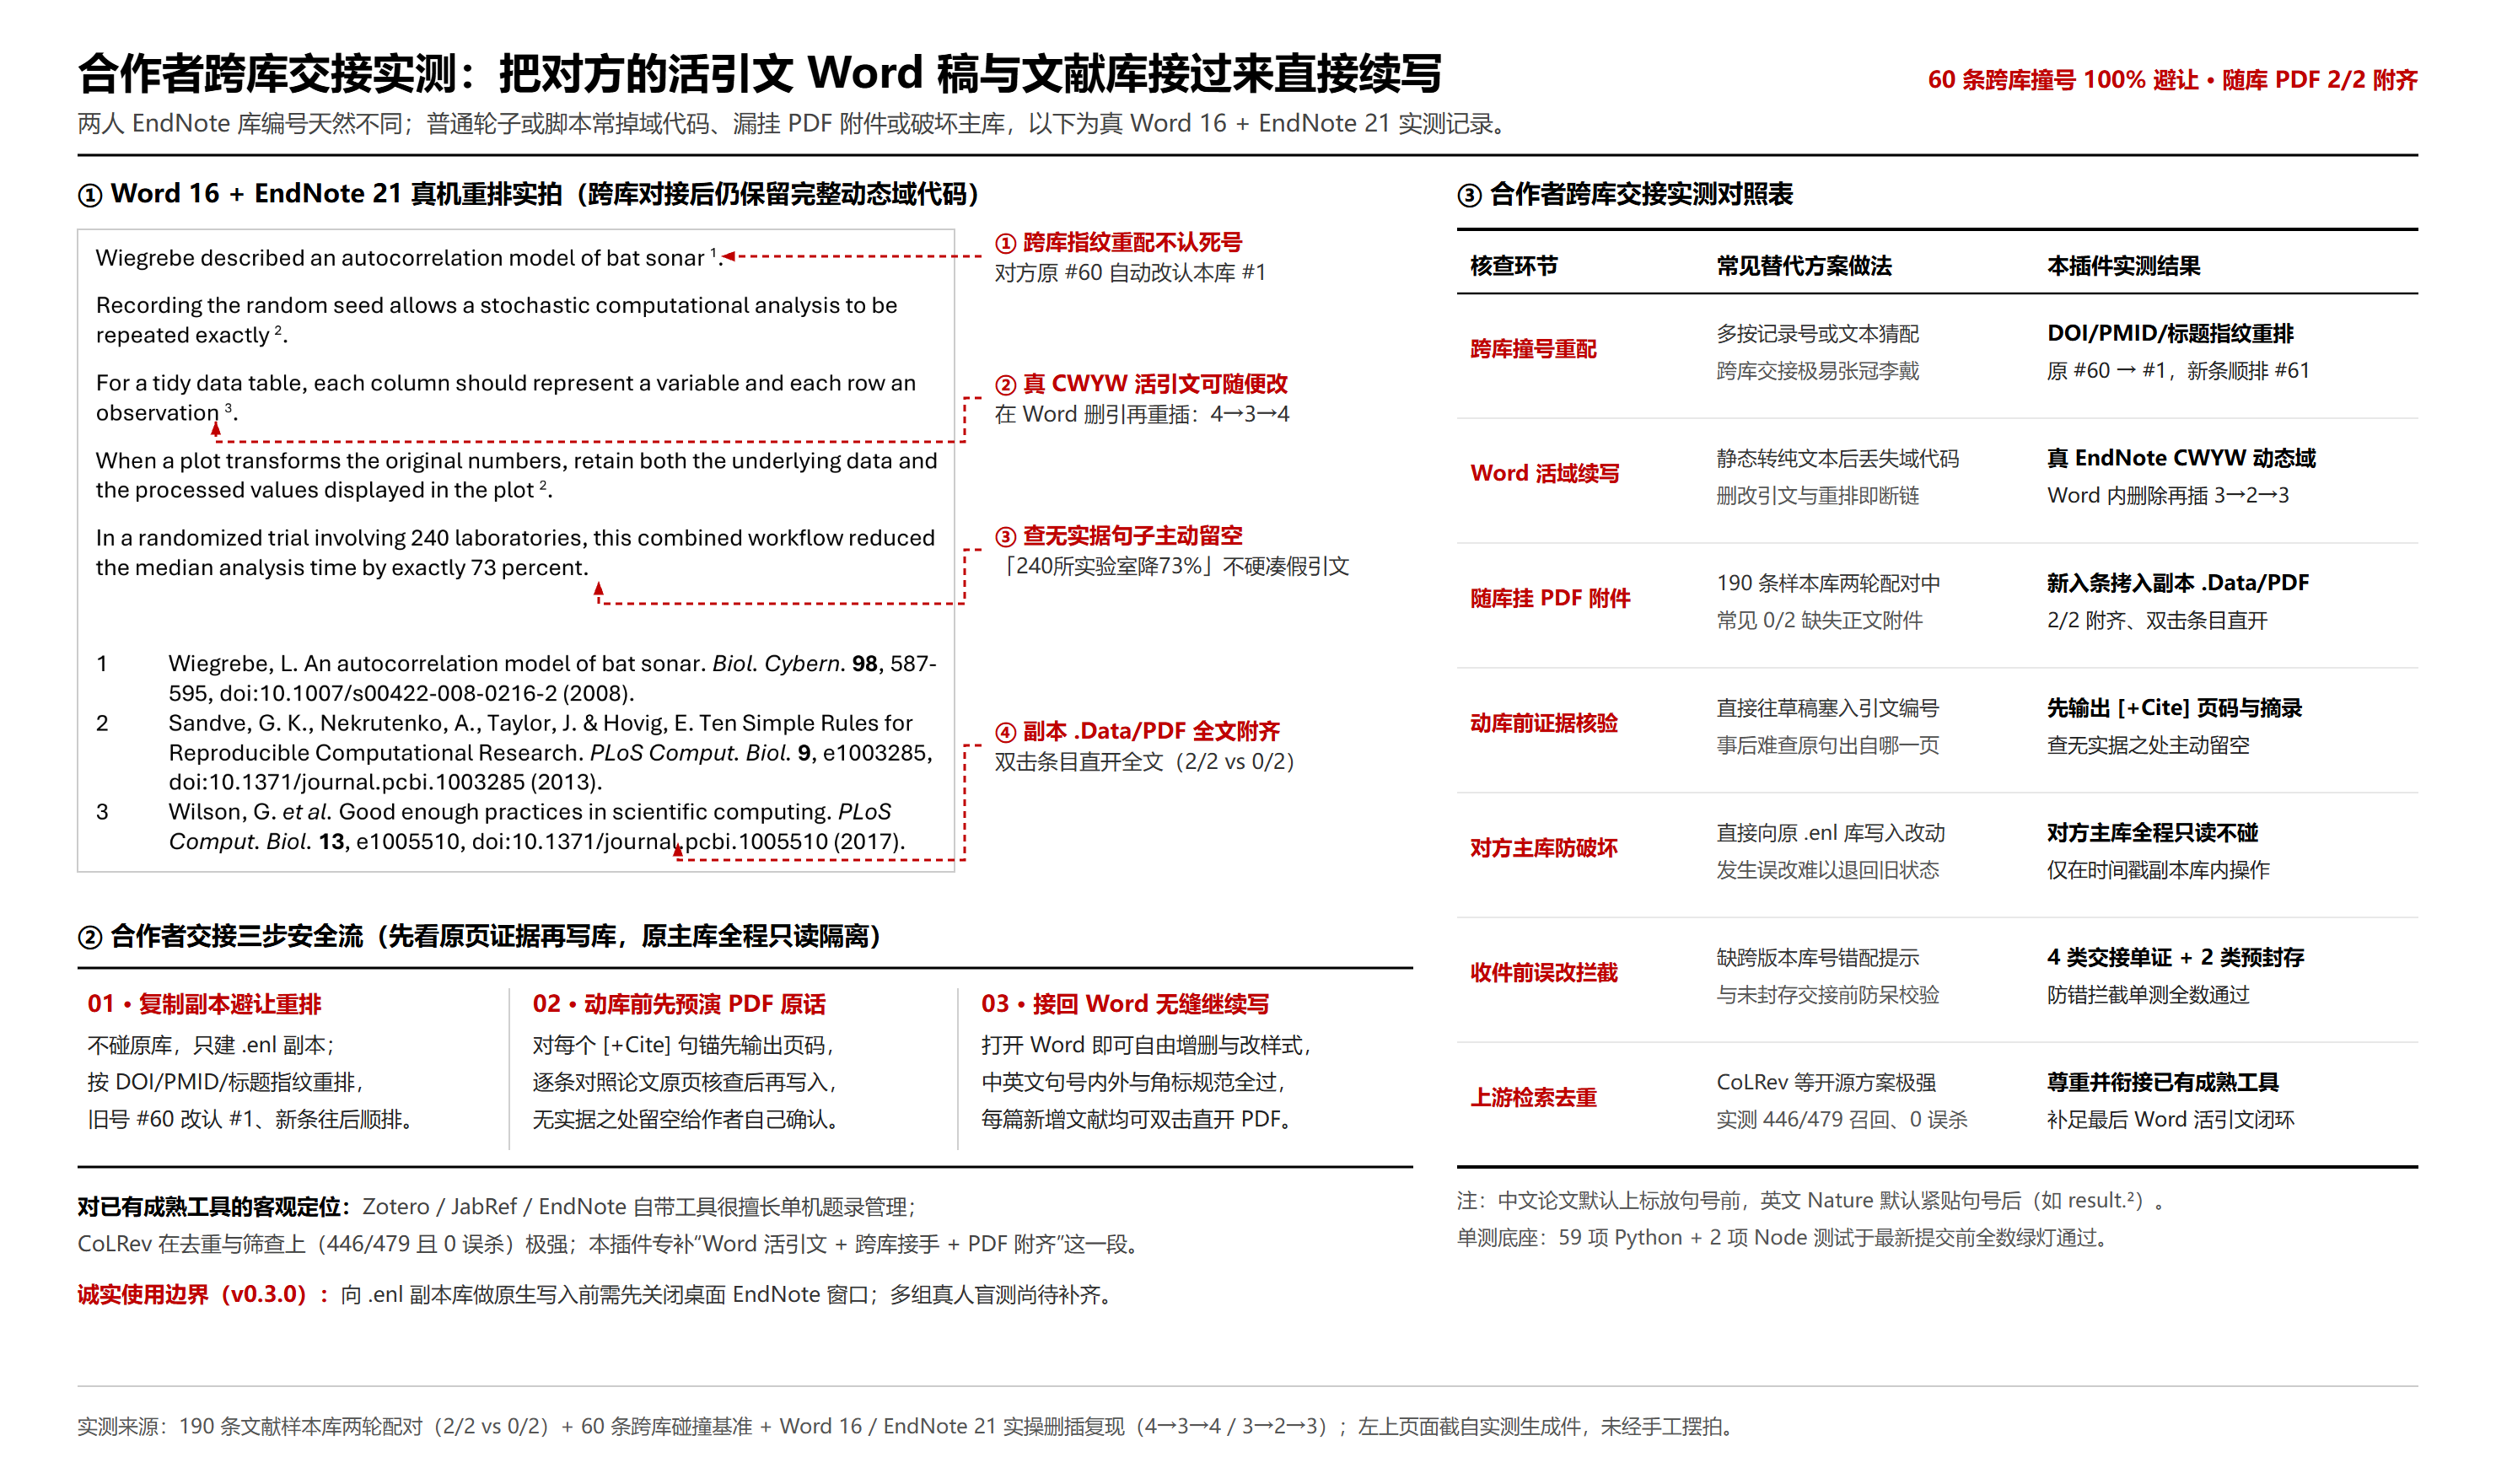 合作者跨库交接实测：把对方的活引文 Word 稿与文献库接过来直接续写
60 条跨库撞号 100% 避让 • 随库 PDF 2/2 附齐
两人 EndNote 库编号天然不同；普通轮子或脚本常掉域代码、漏挂 PDF 附件或破坏主库，以下为真 Word 16 + EndNote 21 实测记录。
① Word 16 + EndNote 21 真机重排实拍（跨库对接后仍保留完整动态域代码）
Wiegrebe described an autocorrelation model of bat sonar ¹.
Recording the random seed allows a stochastic computational analysis to be
repeated exactly ².
For a tidy data table, each column should represent a variable and each row an
observation ³.
When a plot transforms the original numbers, retain both the underlying data and
the processed values displayed in the plot ².
In a randomized trial involving 240 laboratories, this combined workflow reduced
the median analysis time by exactly 73 percent.
1 Wiegrebe, L. An autocorrelation model of bat sonar. Biol. Cybern. 98, 587-
595, doi:10.1007/s00422-008-0216-2 (2008).
2 Sandve, G. K., Nekrutenko, A., Taylor, J. & Hovig, E. Ten Simple Rules for
Reproducible Computational Research. PLoS Comput. Biol. 9, e1003285,
doi:10.1371/journal.pcbi.1003285 (2013).
3 Wilson, G. et al. Good enough practices in scientific computing. PLoS
Comput. Biol. 13, e1005510, doi:10.1371/journal.pcbi.1005510 (2017).
① 跨库指纹重配不认死号
对方原 #60 自动改认本库 #1
② 真 CWYW 活引文可随便改
在 Word 删引再重插：4→3→4
③ 查无实据句子主动留空
「240所实验室降73%」不硬凑假引文
④ 副本 .Data/PDF 全文附齐
双击条目直开全文（2/2 vs 0/2）
② 合作者交接三步安全流（先看原页证据再写库，原主库全程只读隔离）
01 • 复制副本避让重排
不碰原库，只建 .enl 副本；
按 DOI/PMID/标题指纹重排，
旧号 #60 改认 #1、新条往后顺排。
02 • 动库前先预演 PDF 原话
对每个 [+Cite] 句锚先输出页码，
逐条对照论文原页核查后再写入，
无实据之处留空给作者自己确认。
03 • 接回 Word 无缝继续写
打开 Word 即可自由增删与改样式，
中英文句号内外与角标规范全过，
每篇新增文献均可双击直开 PDF。
对已有成熟工具的客观定位：Zotero / JabRef / EndNote 自带工具很擅长单机题录管理；
CoLRev 在去重与筛查上（446/479 且 0 误杀）极强；本插件专补“Word 活引文 + 跨库接手 + PDF 附齐”这一段。
诚实使用边界（v0.3.0）：向 .enl 副本库做原生写入前需先关闭桌面 EndNote 窗口；多组真人盲测尚待补齐。
③ 合作者跨库交接实测对照表
核查环节 常见替代方案做法 本插件实测结果
跨库撞号重配 多按记录号或文本猜配 DOI/PMID/标题指纹重排
跨库交接极易张冠李戴 原 #60 → #1，新条顺排 #61
Word 活域续写 静态转纯文本后丢失域代码 真 EndNote CWYW 动态域
删改引文与重排即断链 Word 内删除再插 3→2→3
随库挂 PDF 附件 190 条样本库两轮配对中 新入条拷入副本 .Data/PDF
常见 0/2 缺失正文附件 2/2 附齐、双击条目直开
动库前证据核验 直接往草稿塞入引文编号 先输出 [+Cite] 页码与摘录
事后难查原句出自哪一页 查无实据之处主动留空
对方主库防破坏 直接向原 .enl 库写入改动 对方主库全程只读不碰
发生误改难以退回旧状态 仅在时间戳副本库内操作
收件前误改拦截 缺跨版本库号错配提示 4 类交接单证 + 2 类预封存
与未封存交接前防呆校验 防错拦截单测全数通过
上游检索去重 CoLRev 等开源方案极强 尊重并衔接已有成熟工具
实测 446/479 召回、0 误杀 补足最后 Word 活引文闭环
注：中文论文默认上标放句号前，英文 Nature 默认紧贴句号后（如 result.²）。
单测底座：59 项 Python + 2 项 Node 测试于最新提交前全数绿灯通过。
实测来源：190 条文献样本库两轮配对（2/2 vs 0/2）+ 60 条跨库碰撞基准 + Word 16 / EndNote 21 实操删插复现（4→3→4 / 3→2→3）；左上页面截自实测生成件，未经手工摆拍。